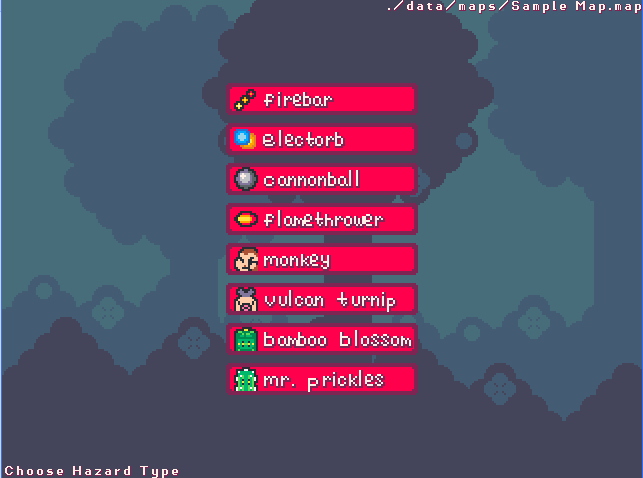 ./data/maps/Sample Map.map
firebar
electorb
cannonball
flamethrower
monkey
vulcan turnip
bamboo blossom
mr. prickles
Choose Hazard Type